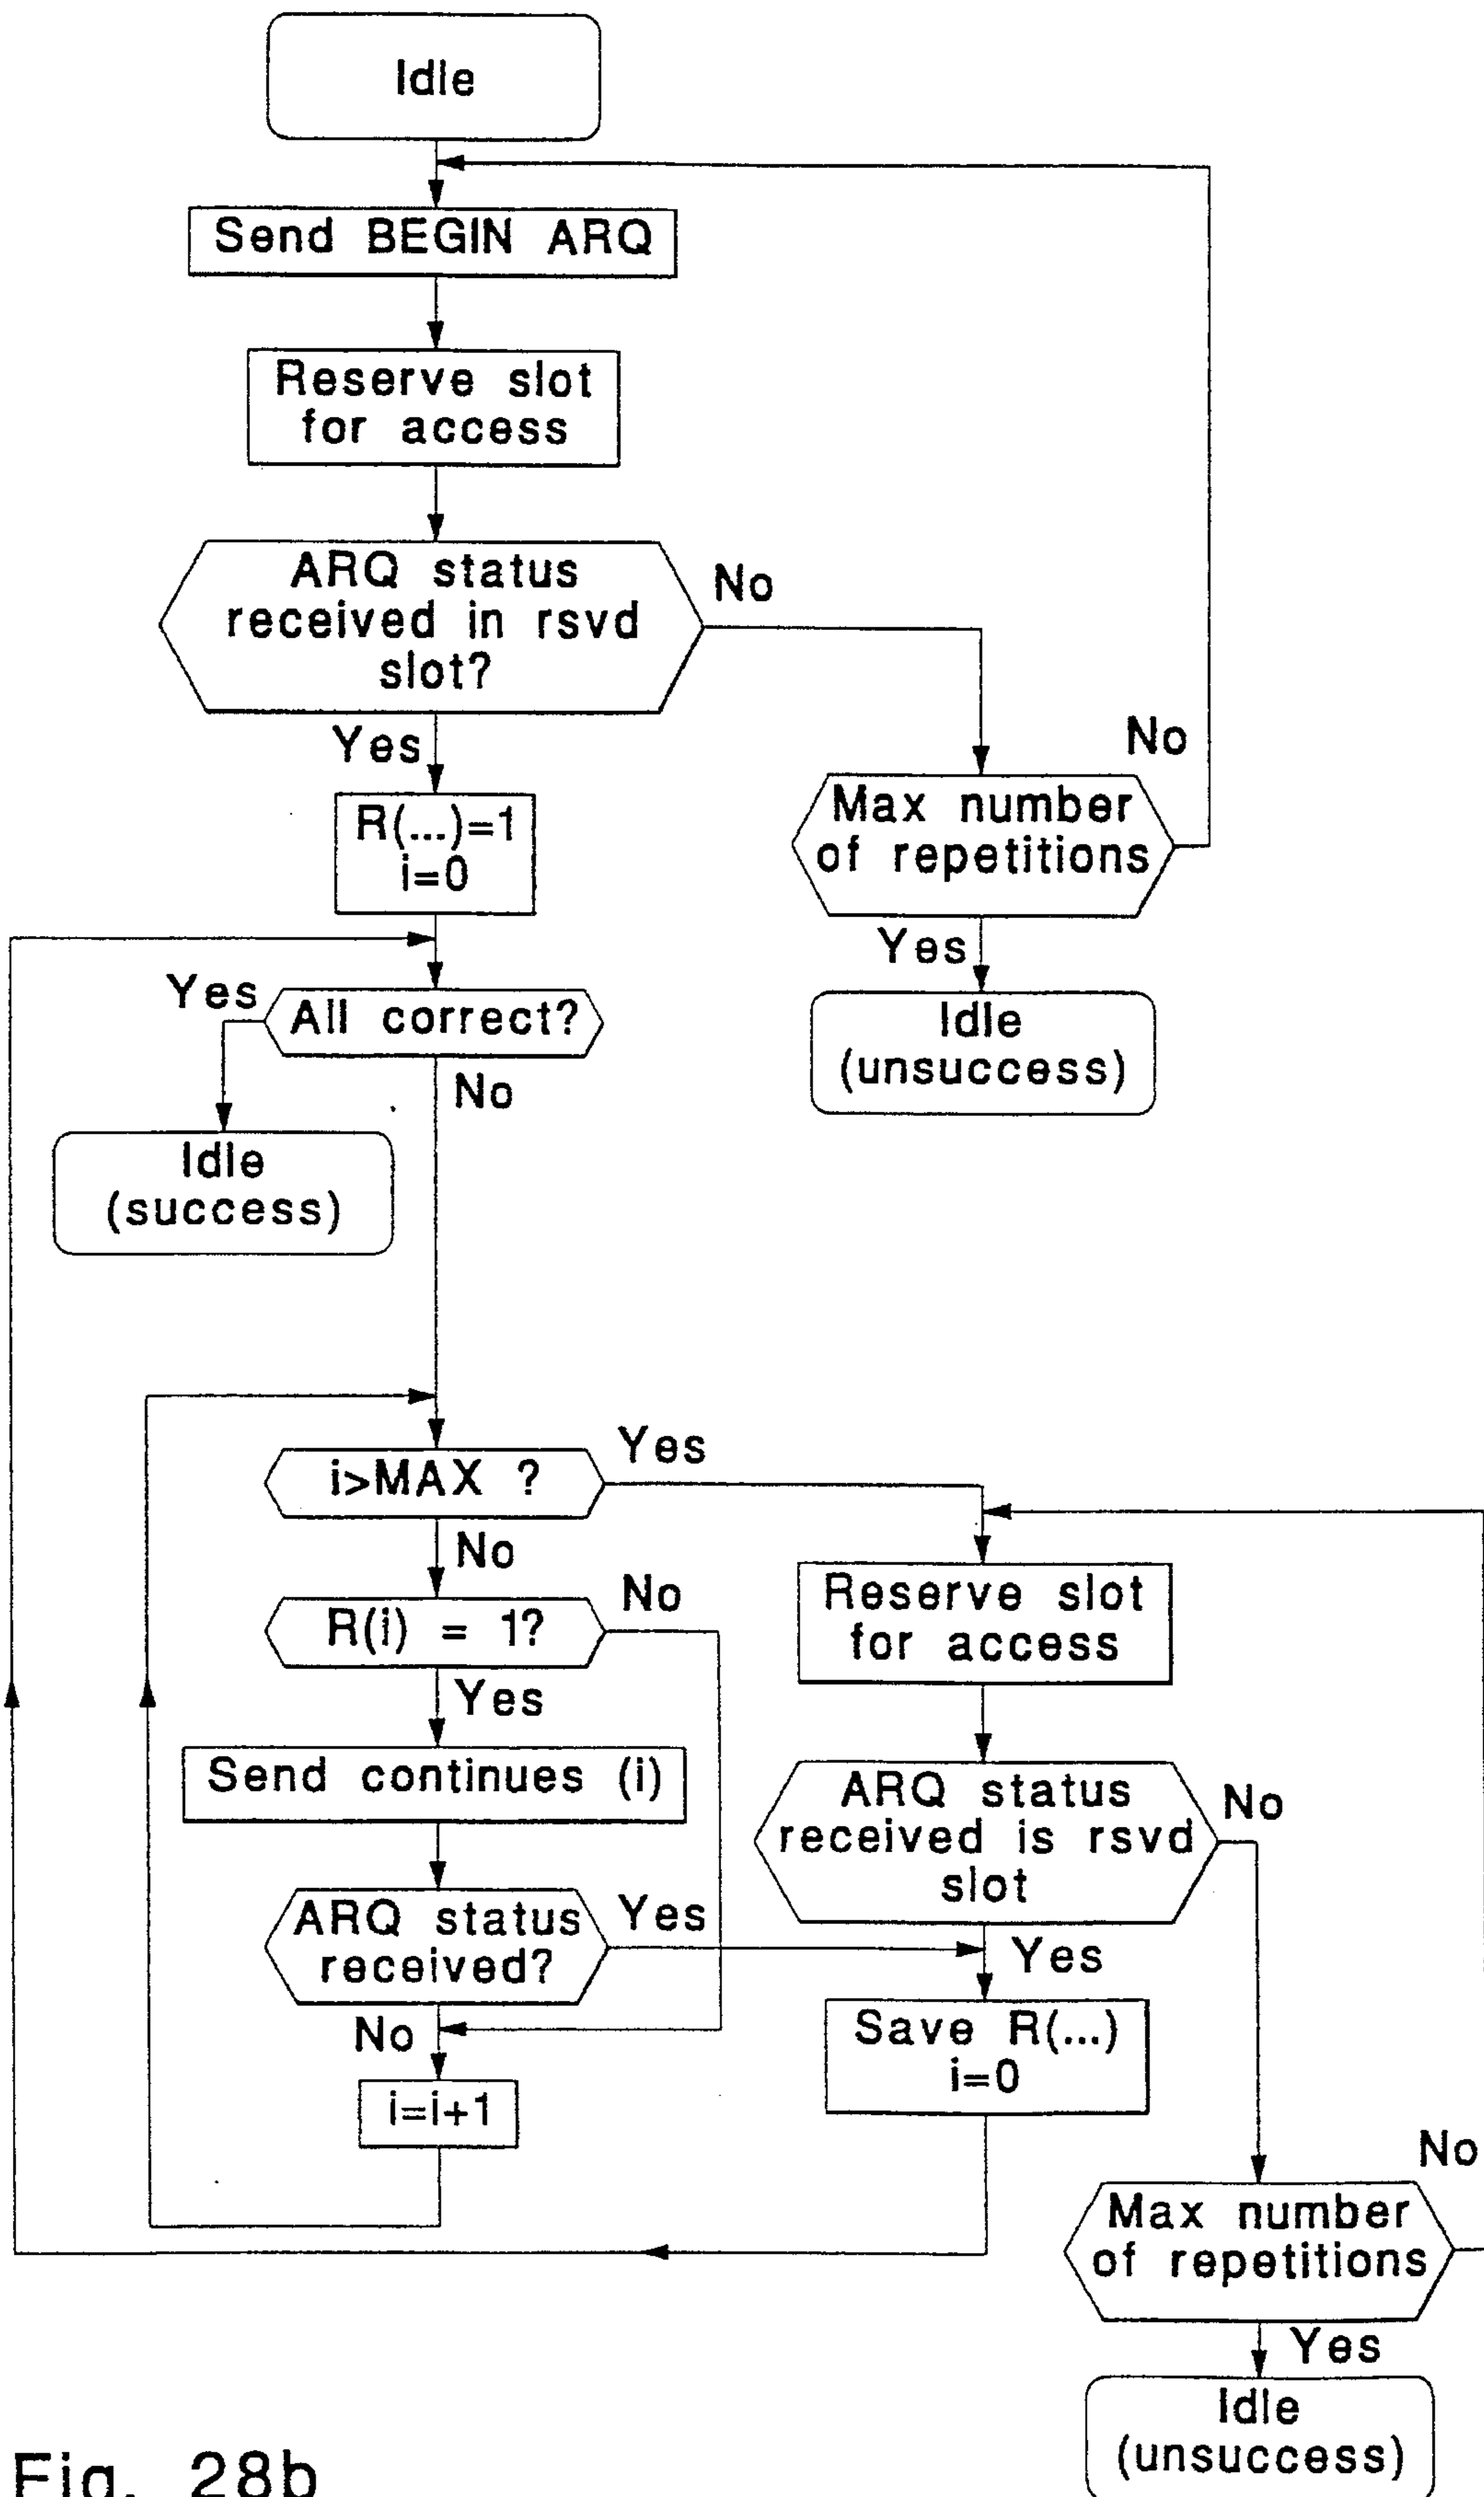 Idle
Send BEGIN ARQ
Reserve slot
for access
ARQ status
received in rsvd
slot?
No
Yes
R(...)=1
i=0
No
Max number
of repetitions
Yes
Idle
(unsuccess)
Yes
All correct?
No
Idle
(success)
i>MAX ?
Yes
No
R(i) = 1?
No
Yes
Send continues (i)
ARQ status
received?
Yes
No
i=i+1
Reserve slot
for access
ARQ status
received is rsvd
slot
No
Yes
Save R(...)
i=0
No
Max number
of repetitions
Yes
Idle
(unsuccess)
Fig. 28b